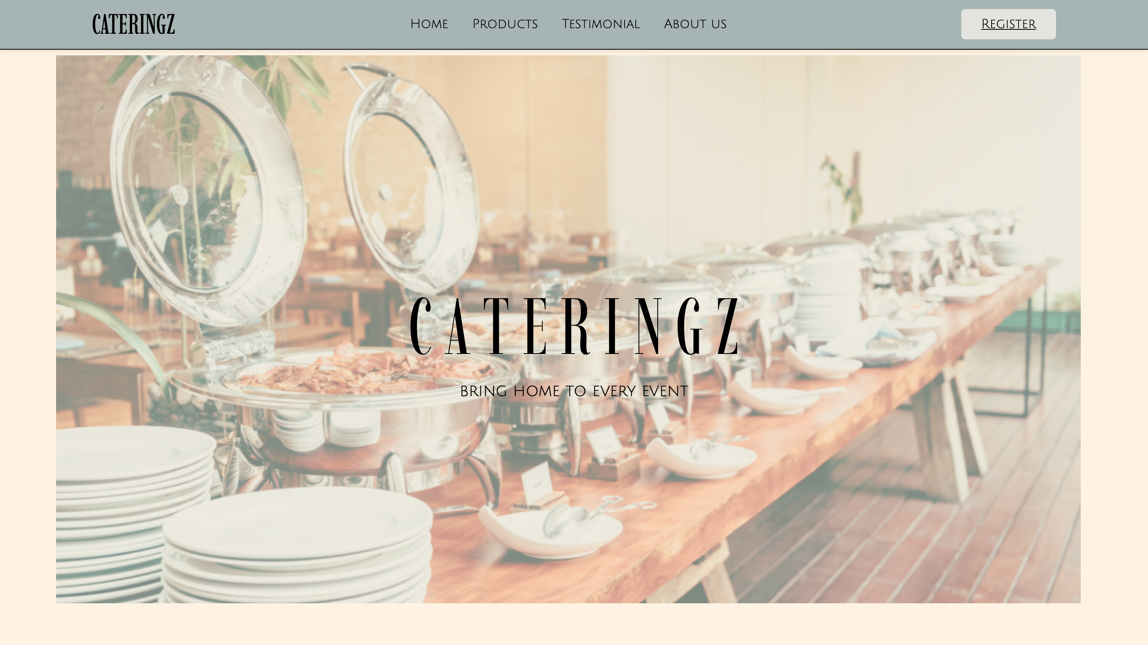 CATERINGZ
Home Products Testimonial About us
Register
CATERINGZ
BRING HOME TO EVERY EVENT